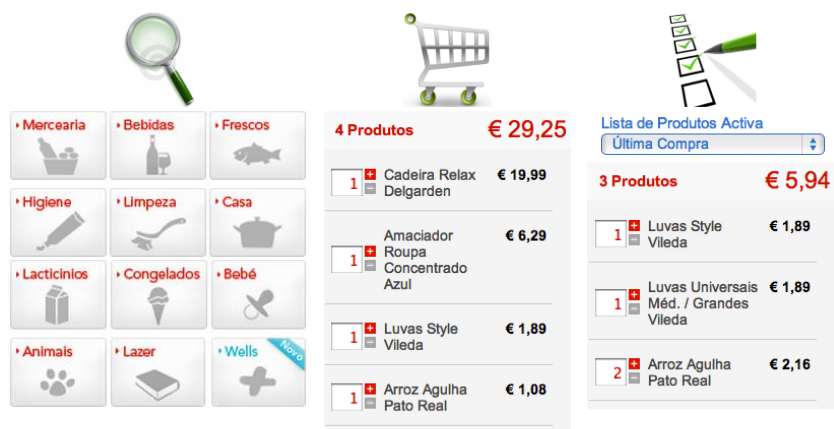 Mercearia
Bebidas
Frescos
Higiene
Limpeza
Casa
Lacticinios
Congelados
Bebé
Animais
Lazer
Wells
Novo
4 Produtos € 29,25
1 + − Cadeira Relax € 19,99
Delgarden
1 + − Amaciador € 6,29
Roupa
Concentrado
Azul
1 + − Luvas Style € 1,89
Vileda
1 + − Arroz Agulha € 1,08
Pato Real
Lista de Produtos Activa
Última Compra
3 Produtos € 5,94
1 + − Luvas Style € 1,89
Vileda
1 + − Luvas Universais € 1,89
Méd. / Grandes
Vileda
2 + − Arroz Agulha € 2,16
Pato Real